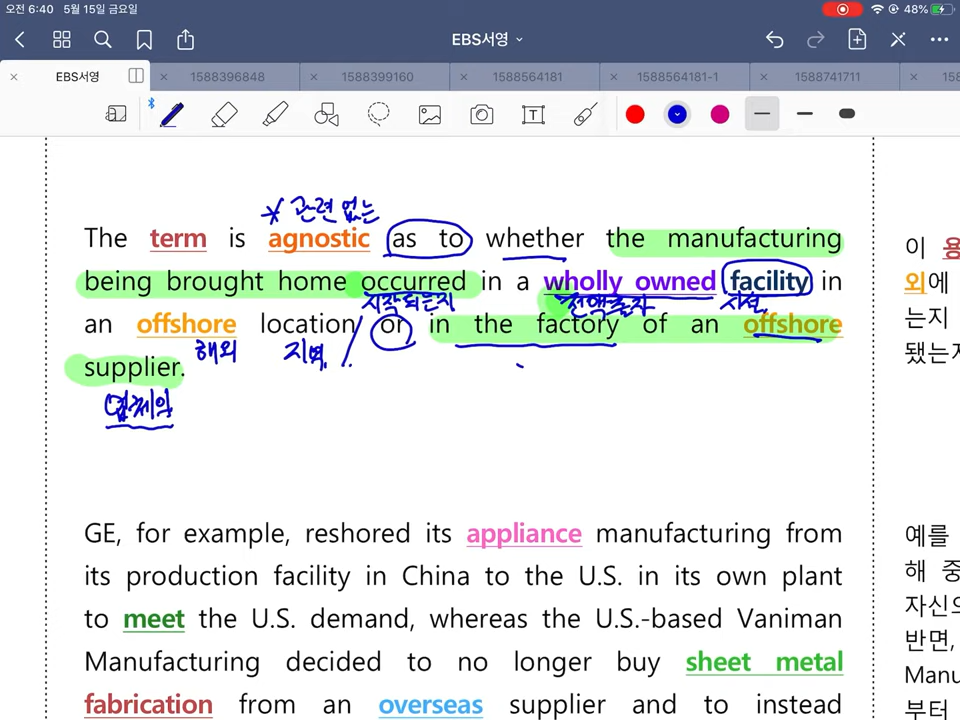 오전 6:40 5월 15일 금요일
48%
EBS서영
EBS서영
1588396848
1588399160
1588564181
1588564181-1
1588741711
158
* 관련 없는
The term is agnostic as to whether the manufacturing
이 용
being brought home occurred in a wholly owned facility in
외에
시작되는지 전액출자 시설
an offshore location / or in the factory of an offshore
는지
해외 지역
supplier.
됐는지
업체의
GE, for example, reshored its appliance manufacturing from
예를
its production facility in China to the U.S. in its own plant
해 중
to meet the U.S. demand, whereas the U.S.-based Vaniman
자신으
반면,
Manufacturing decided to no longer buy sheet metal
Manu
fabrication from an overseas supplier and to instead
부터